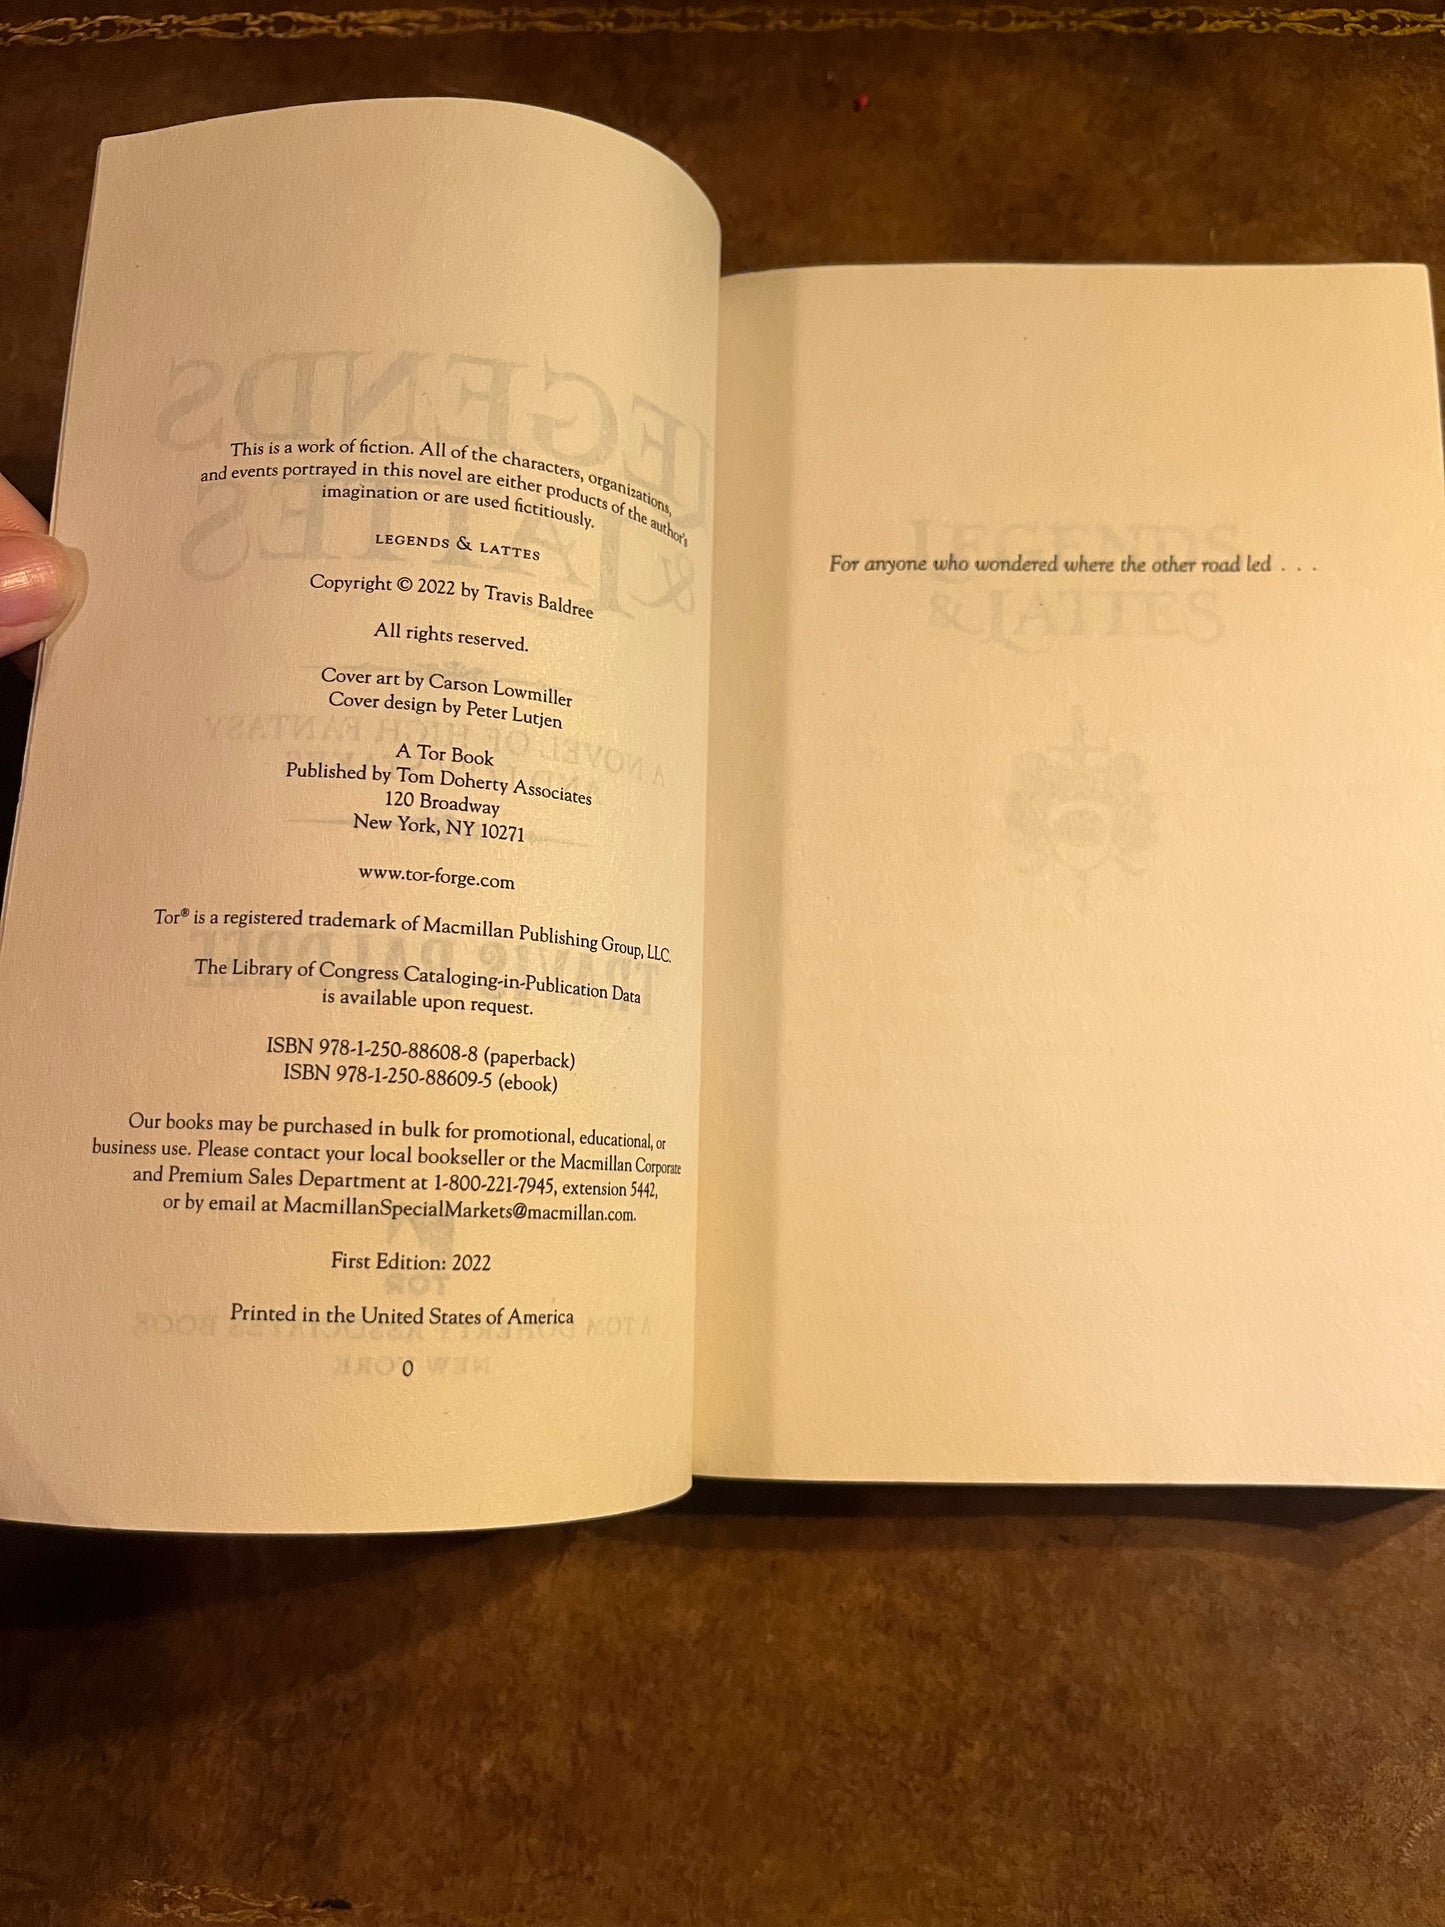 This is a work of fiction. All of the characters, organizations,
and events portrayed in this novel are either products of the author's
imagination or are used fictitiously.
LEGENDS & LATTES
Copyright © 2022 by Travis Baldree
All rights reserved.
Cover art by Carson Lowmiller
Cover design by Peter Lutjen
A Tor Book
Published by Tom Doherty Associates
120 Broadway
New York, NY 10271
www.tor-forge.com
Tor® is a registered trademark of Macmillan Publishing Group, LLC.
The Library of Congress Cataloging-in-Publication Data
is available upon request.
ISBN 978-1-250-88608-8 (paperback)
ISBN 978-1-250-88609-5 (ebook)
Our books may be purchased in bulk for promotional, educational, or
business use. Please contact your local bookseller or the Macmillan Corporate
and Premium Sales Department at 1-800-221-7945, extension 5442,
or by email at MacmillanSpecialMarkets@macmillan.com.
First Edition: 2022
Printed in the United States of America
0
For anyone who wondered where the other road led . . .
LEGENDS
& LATTES